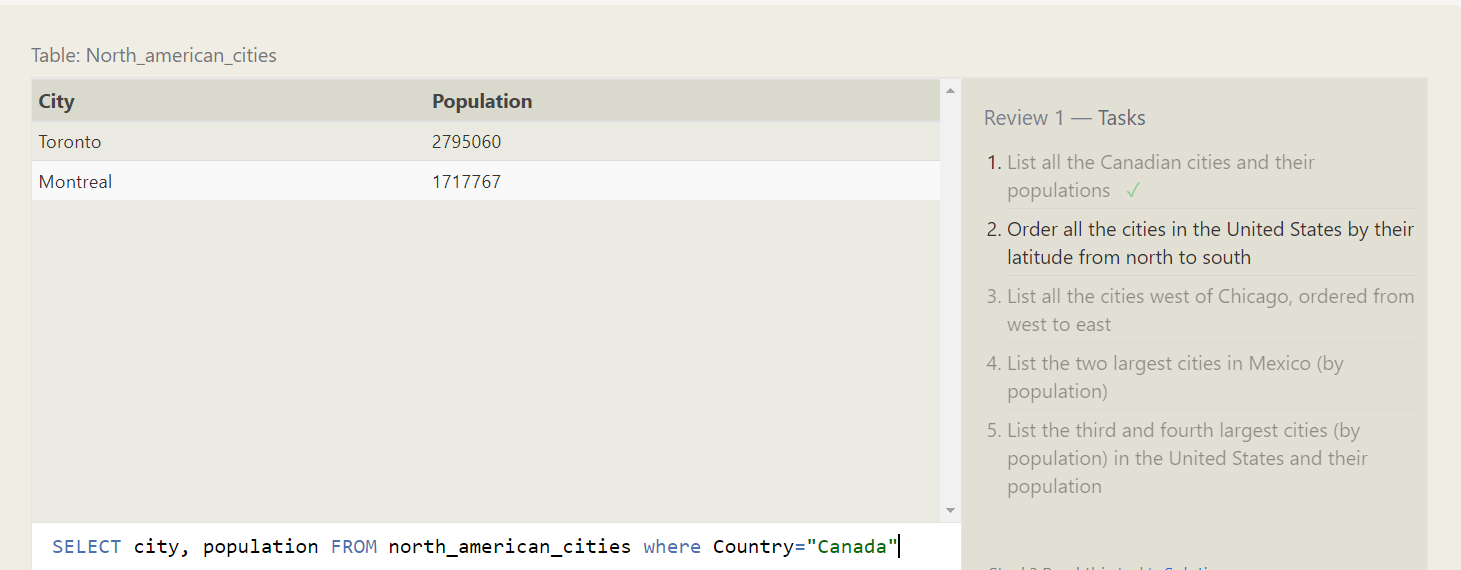 Table: North_american_cities
City Population
Toronto 2795060
Montreal 1717767
SELECT city, population FROM north_american_cities where Country="Canada"
Review 1 — Tasks
1. List all the Canadian cities and their
populations ✓
2. Order all the cities in the United States by their
latitude from north to south
3. List all the cities west of Chicago, ordered from
west to east
4. List the two largest cities in Mexico (by
population)
5. List the third and fourth largest cities (by
population) in the United States and their
population